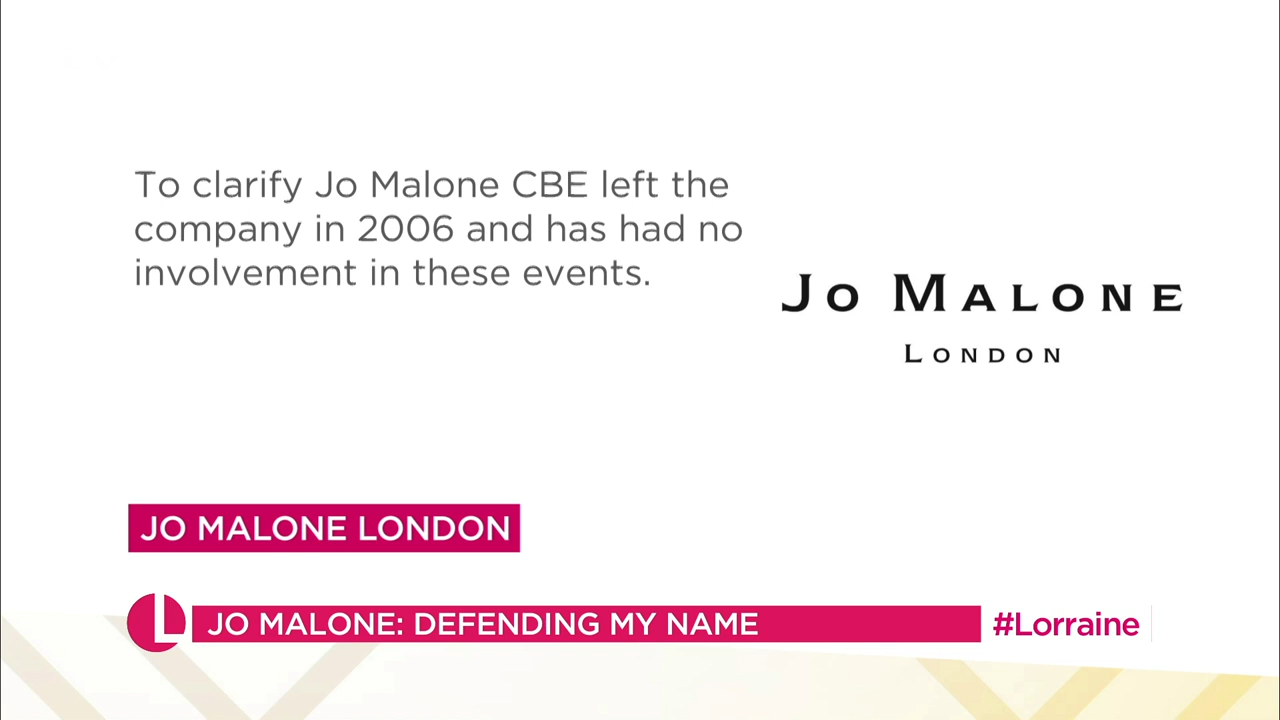 To clarify Jo Malone CBE left the
company in 2006 and has had no
involvement in these events.
JO MALONE
LONDON
JO MALONE LONDON
L
JO MALONE: DEFENDING MY NAME
#Lorraine